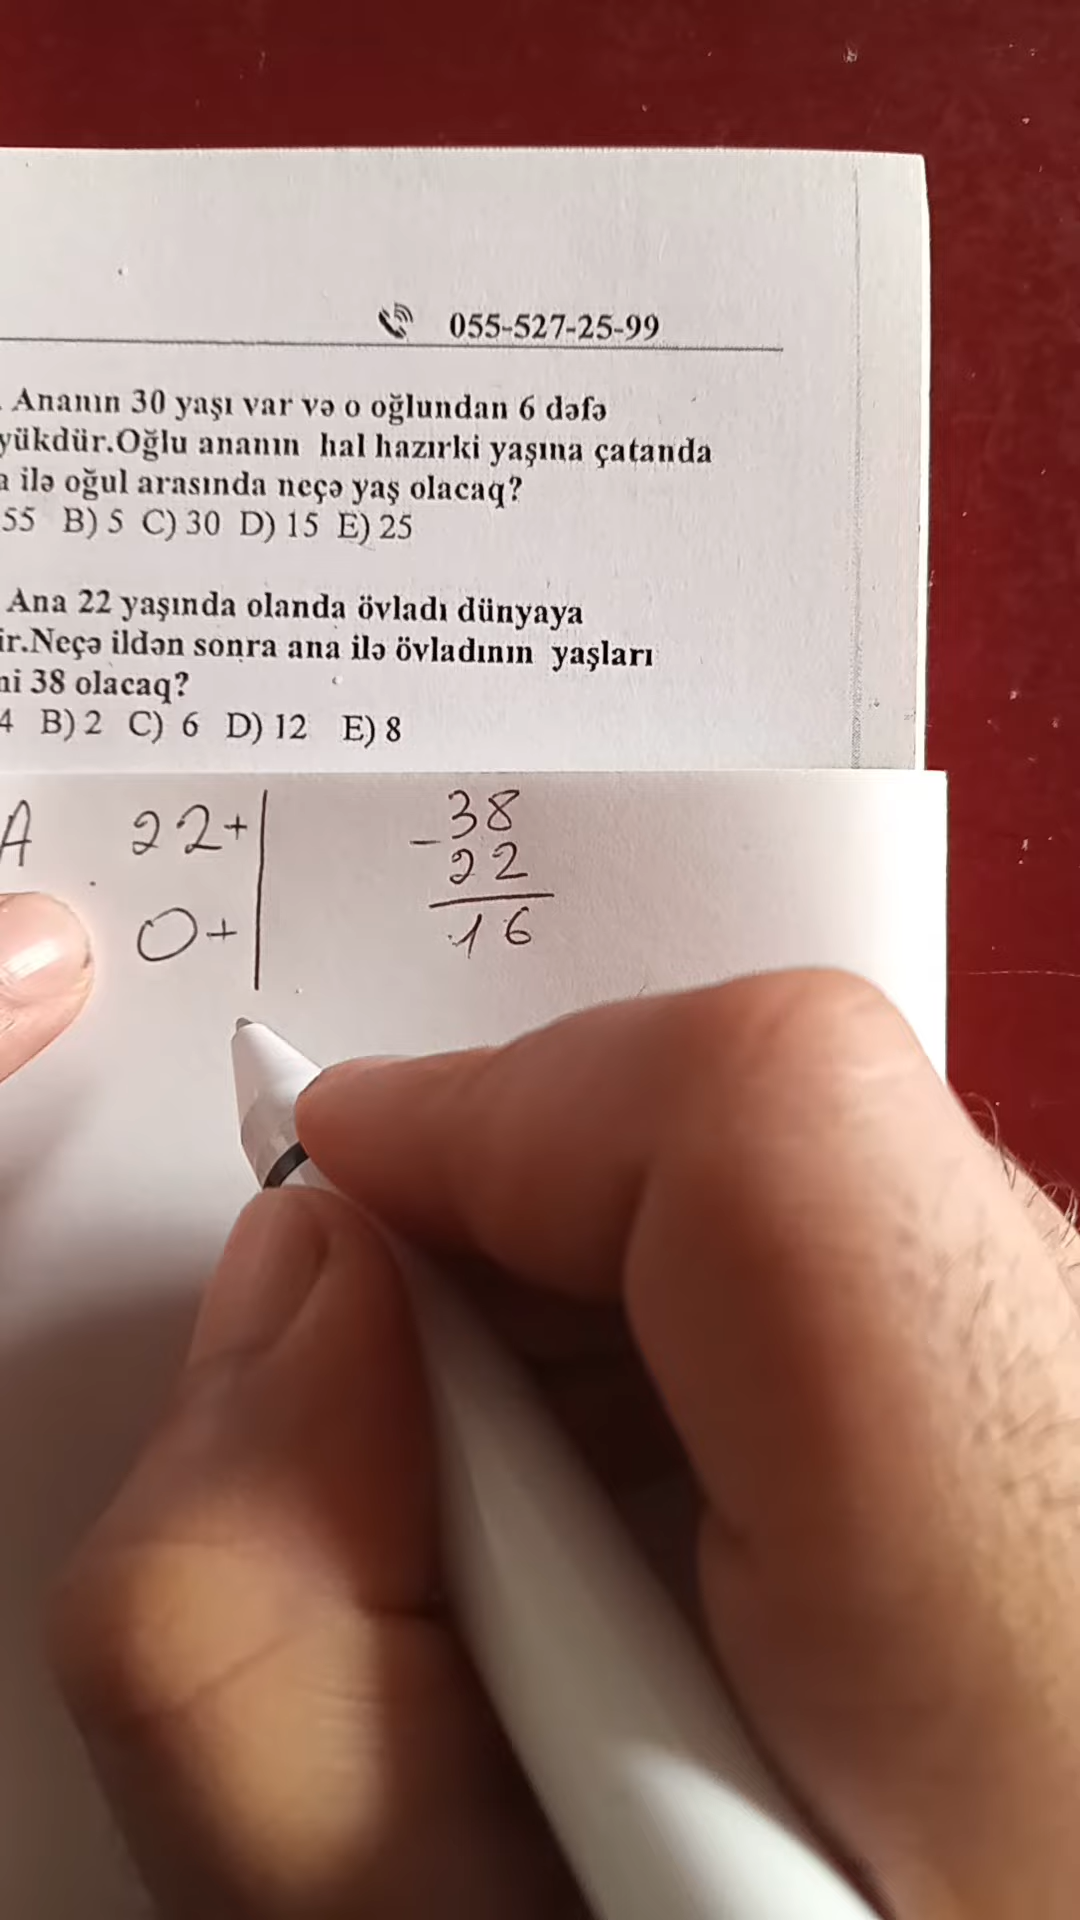 055-527-25-99
. Ananın 30 yaşı var və o oğlundan 6 dəfə
yükdür.Oğlu ananın hal hazırki yaşına çatanda
a ilə oğul arasında neçə yaş olacaq?
55 B) 5 C) 30 D) 15 E) 25
Ana 22 yaşında olanda övladı dünyaya
ir.Neçə ildən sonra ana ilə övladının yaşları
mi 38 olacaq?
4 B) 2 C) 6 D) 12 E) 8
A 22+
0+
-38
22
16